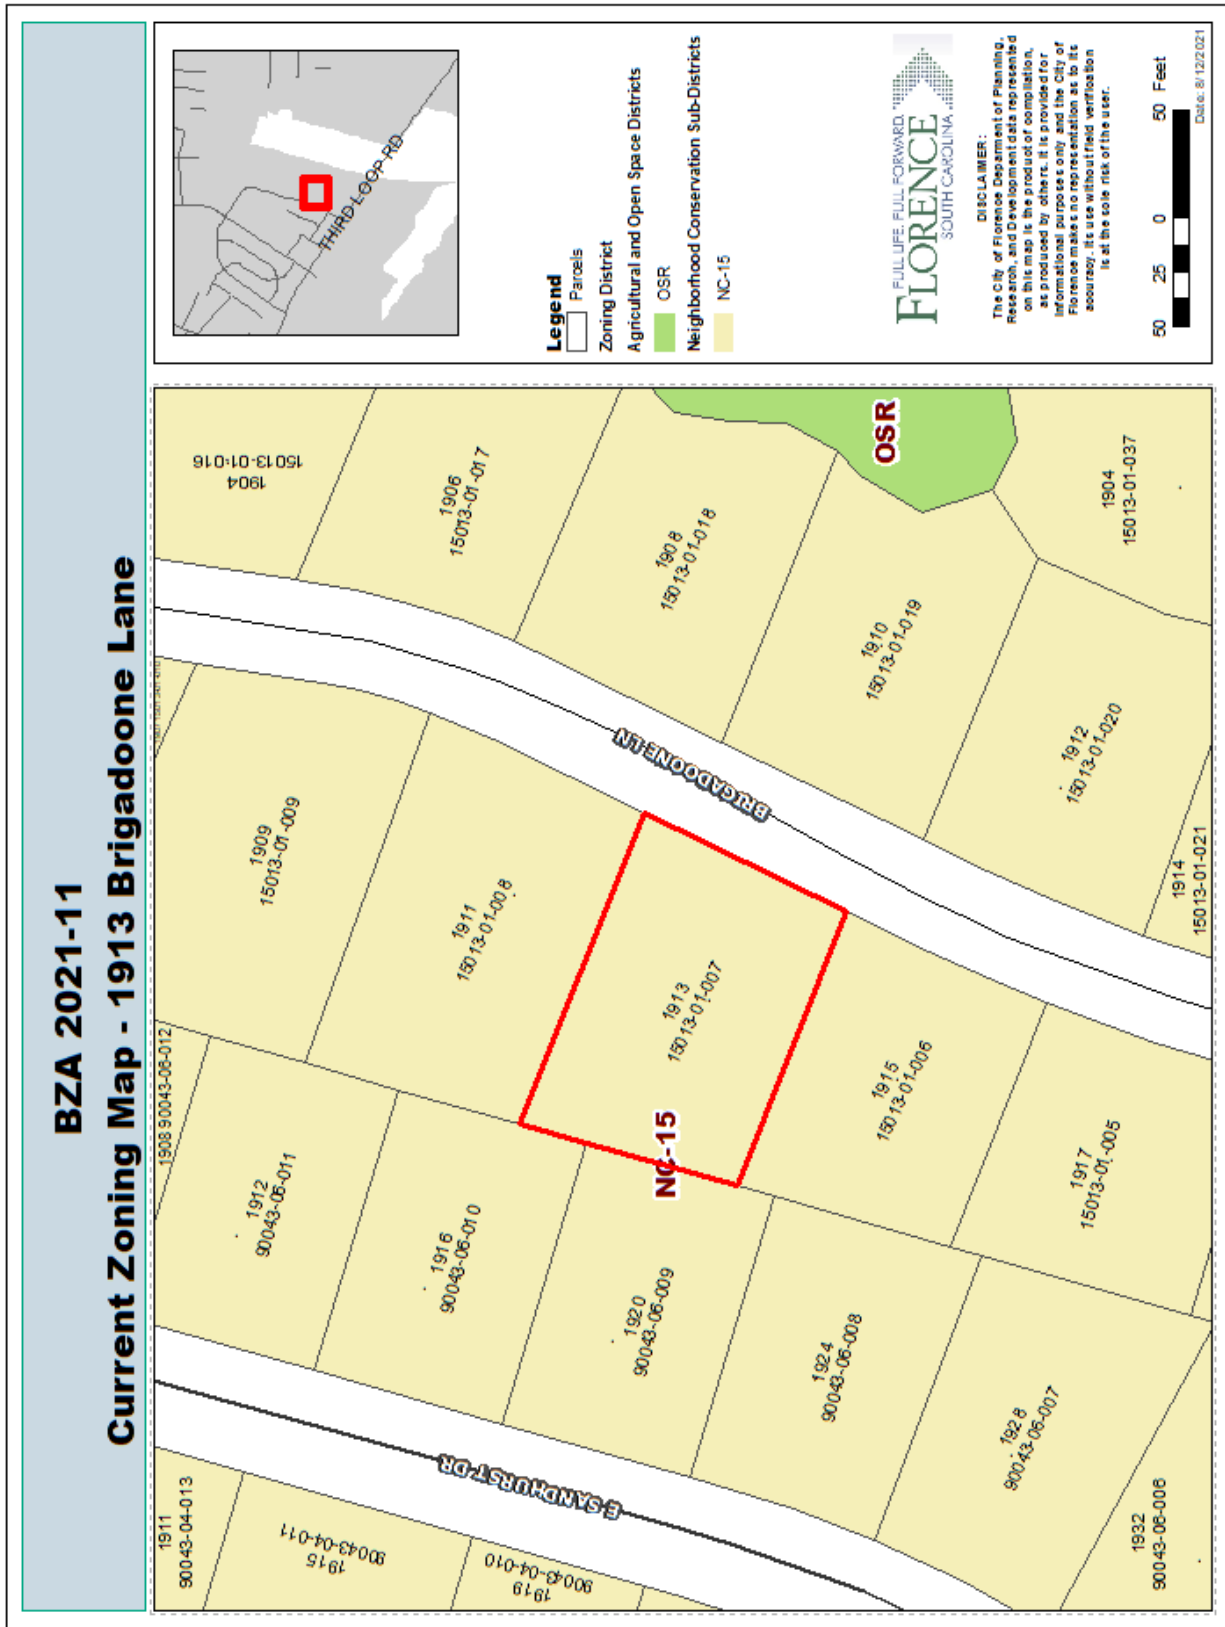 BZA 2021-11
Current Zoning Map - 1913 Brigadoone Lane
1911
90043-04-013
1915
90043-04-011
1919
90043-04-010
E SANDHURST DR
1908 90043-06-012
1912
90043-06-011
1916
90043-06-010
1920
90043-06-009
1924
90043-06-008
1928
90043-06-007
1932
90043-06-006
1909
15013-01-009
1911
15013-01-008
1913
15013-01-007
NC-15
1915
15013-01-006
1917
15013-01-005
BRIGADOONE LN
1904
15013-01-016
1906
15013-01-017
1908
15013-01-018
1910
15013-01-019
1912
15013-01-020
1914
15013-01-021
OSR
1904
15013-01-037
THIRD LOOP RD
Legend
Parcels
Zoning District
Agricultural and Open Space Districts
OSR
Neighborhood Conservation Sub-Districts
NC-15
FULL LIFE. FULL FORWARD.
FLORENCE
SOUTH CAROLINA
DISCLAIMER:
The City of Florence Deparment of Planning,
Research, and Development data represented
on this map is the product of compilation,
as produced by others. It is provided for
informational purposes only and the City of
Florence makes no representation as to its
accuracy. Its use without field verification
is at the sole risk of the user.
50 25 0 50 Feet
Date: 8/12/2021